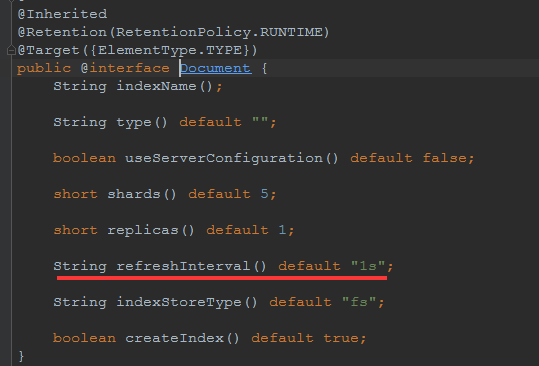 @Inherited
@Retention(RetentionPolicy.RUNTIME)
@Target({ElementType.TYPE})
public @interface Document {
String indexName();
String type() default "";
boolean useServerConfiguration() default false;
short shards() default 5;
short replicas() default 1;
String refreshInterval() default "1s";
String indexStoreType() default "fs";
boolean createIndex() default true;
}